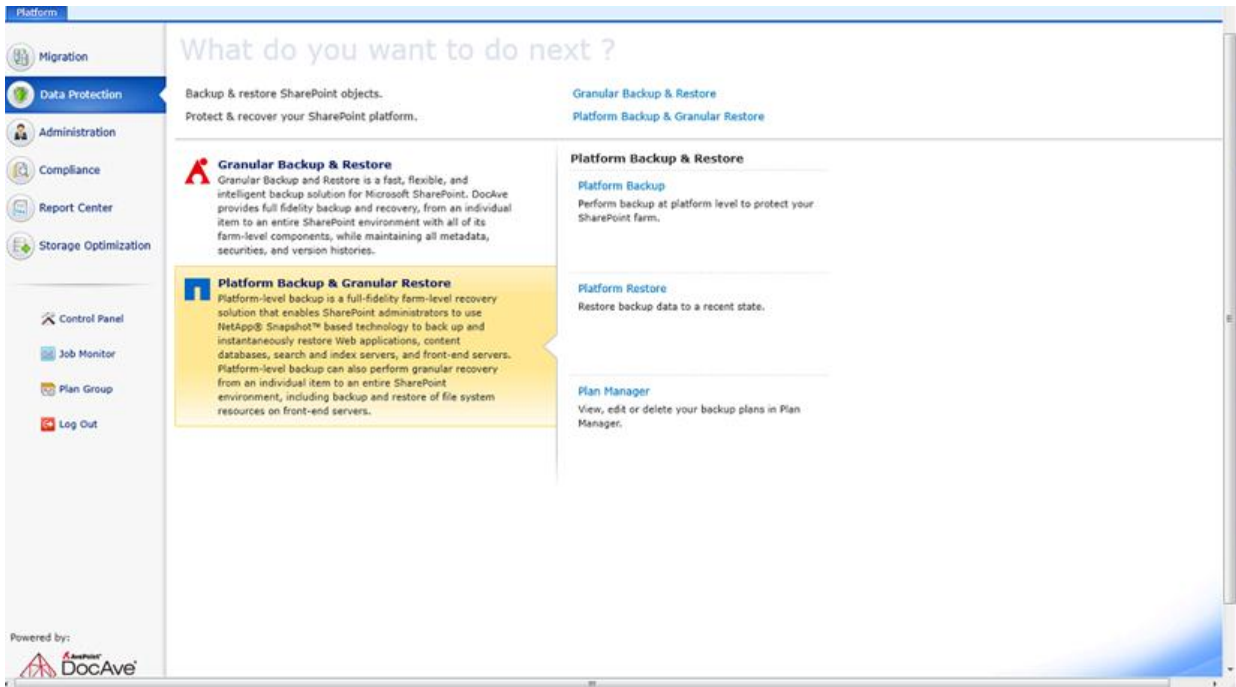 Platform
Migration
Data Protection
Administration
Compliance
Report Center
Storage Optimization
Control Panel
Job Monitor
Plan Group
Log Out
Powered by:
AvePoint®
DocAve®
What do you want to do next ?
Backup & restore SharePoint objects.
Granular Backup & Restore
Protect & recover your SharePoint platform.
Platform Backup & Granular Restore
Granular Backup & Restore
Granular Backup and Restore is a fast, flexible, and
intelligent backup solution for Microsoft SharePoint. DocAve
provides full fidelity backup and recovery, from an individual
item to an entire SharePoint environment with all of its
farm-level components, while maintaining all metadata,
securities, and version histories.
Platform Backup & Granular Restore
Platform-level backup is a full-fidelity farm-level recovery
solution that enables SharePoint administrators to use
NetApp® Snapshot™ based technology to back up and
instantaneously restore Web applications, content
databases, search and index servers, and front-end servers.
Platform-level backup can also perform granular recovery
from an individual item to an entire SharePoint
environment, including backup and restore of file system
resources on front-end servers.
Platform Backup & Restore
Platform Backup
Perform backup at platform level to protect your
SharePoint farm.
Platform Restore
Restore backup data to a recent state.
Plan Manager
View, edit or delete your backup plans in Plan
Manager.